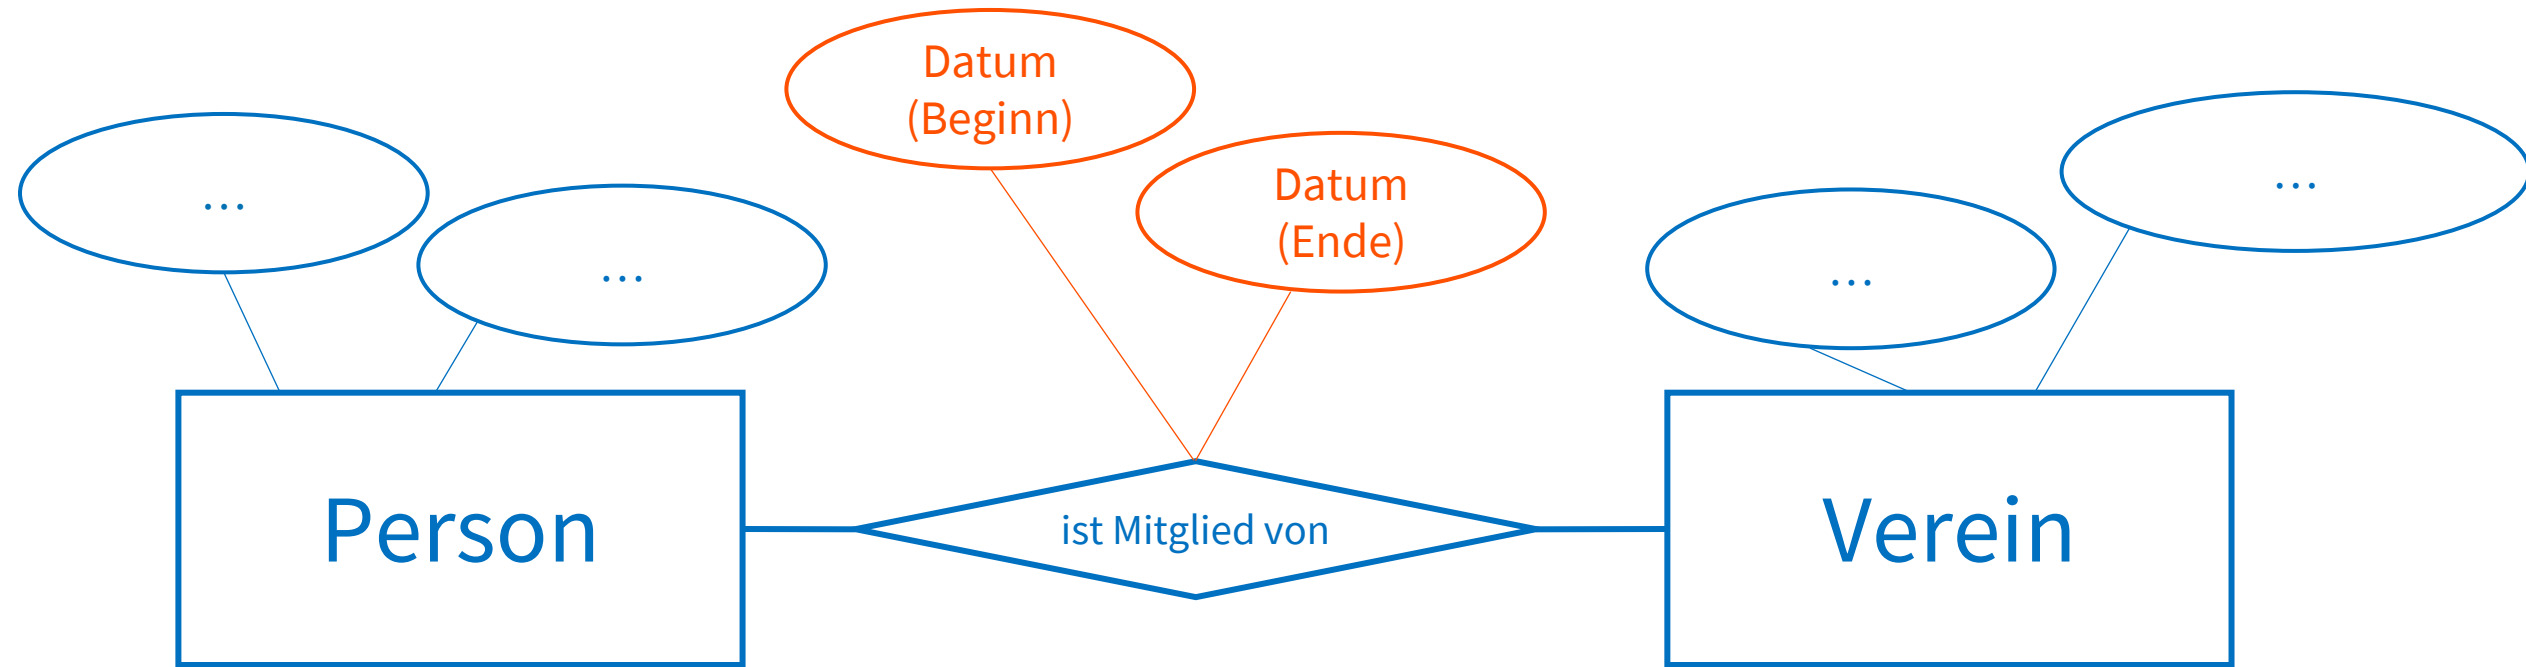 Datum
(Beginn)
Datum
(Ende)
…
…
…
…
Person
ist Mitglied von
Verein